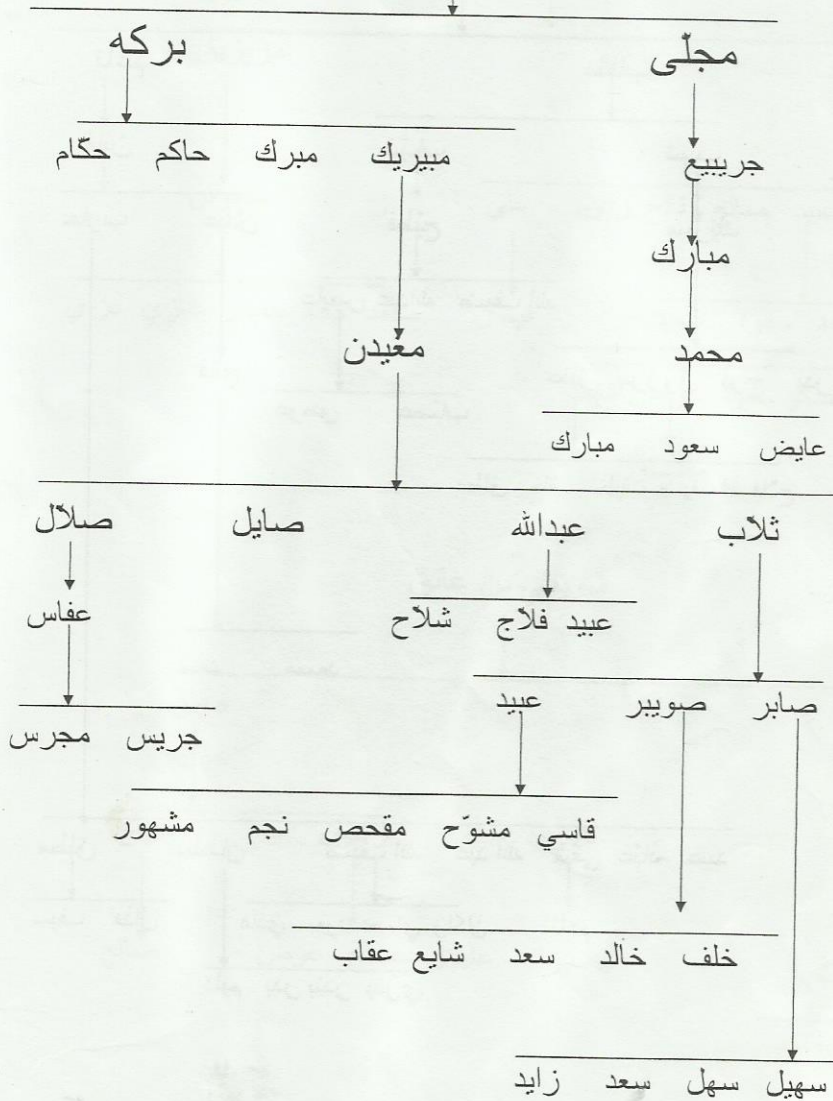 مجلّى بركه
مبيريك مبرك حاكم حكّام
جريبيع
مبارك
محمد
مغيدن
عايض سعود مبارك
ثلاّب عبدالله صايل صلاّل
عبيد فلاّج شلاّح
عفاس
صابر صويبر عبيد
جريس مجرس
قاسي مشوّح مقحص نجم مشهور
خلف خالد سعد شايع عقاب
سهيل سهل سعد زايد